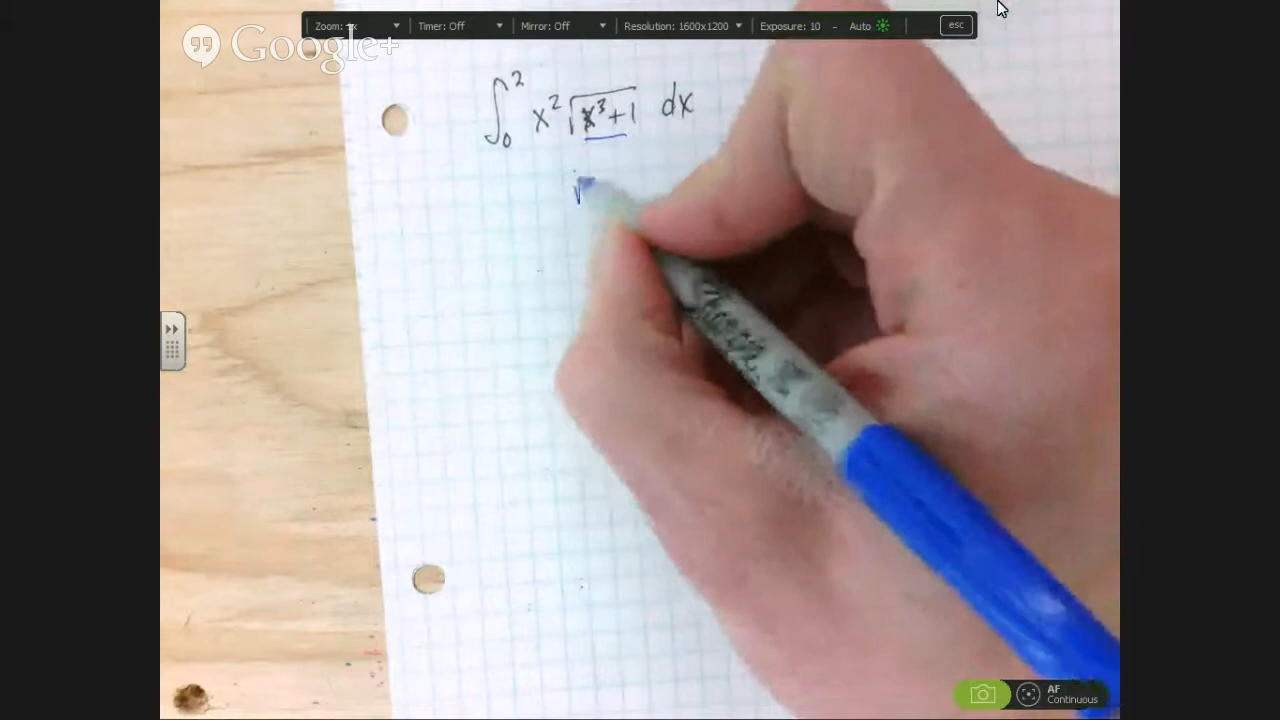 Zoom: 1x Timer: Off Mirror: Off Resolution: 1600x1200 Exposure: 10 - Auto esc
Google+
∫₀² x² √(x³+1) dx
AF
Continuous